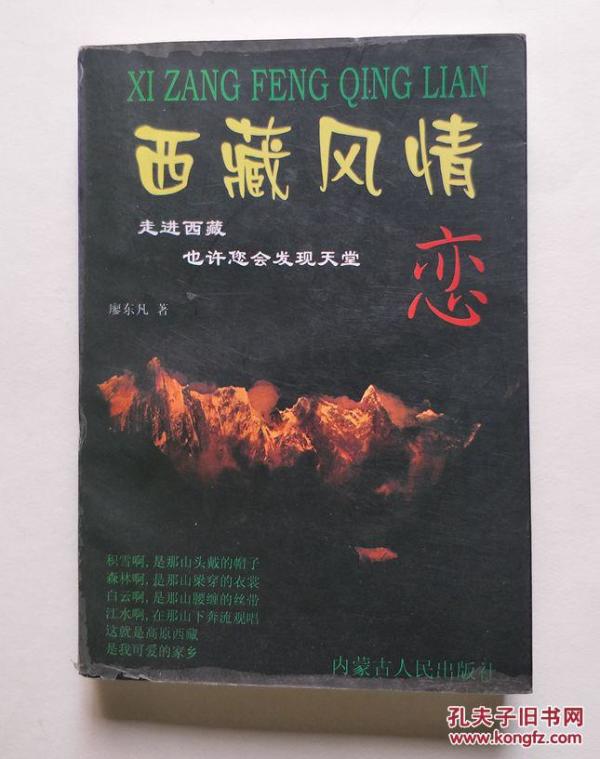 XI ZANG FENG QING LIAN
西藏风情
恋
走进西藏
也许您会发现天堂
廖东凡 著
积雪啊,是那山头戴的帽子
森林啊,是那山梁穿的衣裳
白云啊,是那山腰缠的丝带
江水啊,在那山下奔流观唱
这就是高原西藏
是我可爱的家乡
内蒙古人民出版社
孔夫子旧书网
www.kongfz.com